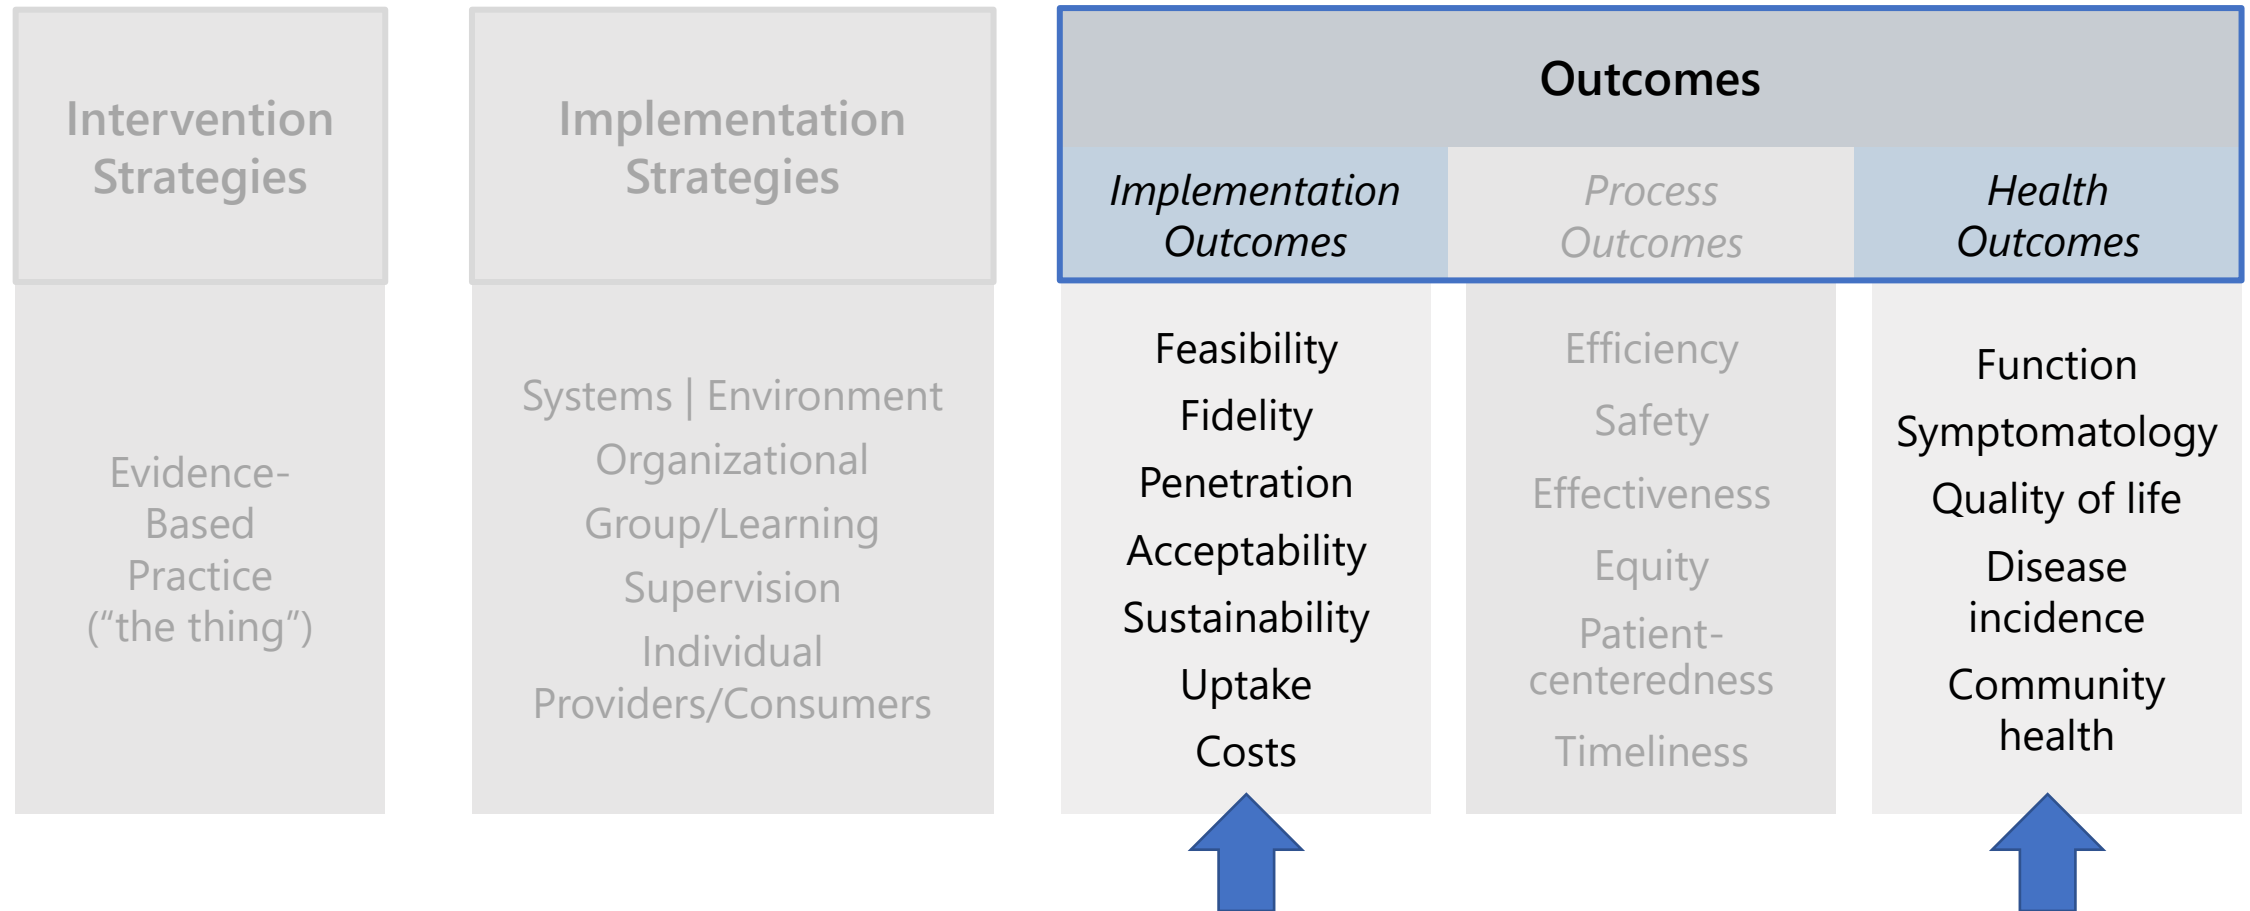 Intervention
Strategies
Evidence-
Based
Practice
(“the thing”)
Implementation
Strategies
Systems | Environment
Organizational
Group/Learning
Supervision
Individual
Providers/Consumers
Outcomes
Implementation
Outcomes
Feasibility
Fidelity
Penetration
Acceptability
Sustainability
Uptake
Costs
Process
Outcomes
Efficiency
Safety
Effectiveness
Equity
Patient-
centeredness
Timeliness
Health
Outcomes
Function
Symptomatology
Quality of life
Disease
incidence
Community
health